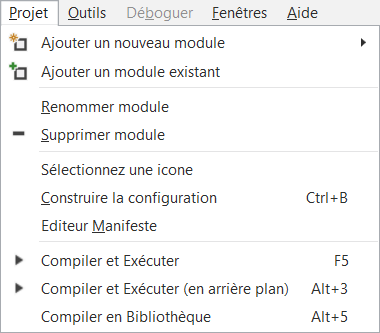 Projet Outils Déboguer Fenêtres Aide
Ajouter un nouveau module
Ajouter un module existant
Renommer module
Supprimer module
Sélectionnez une icone
Construire la configuration Ctrl+B
Editeur Manifeste
Compiler et Exécuter F5
Compiler et Exécuter (en arrière plan) Alt+3
Compiler en Bibliothèque Alt+5